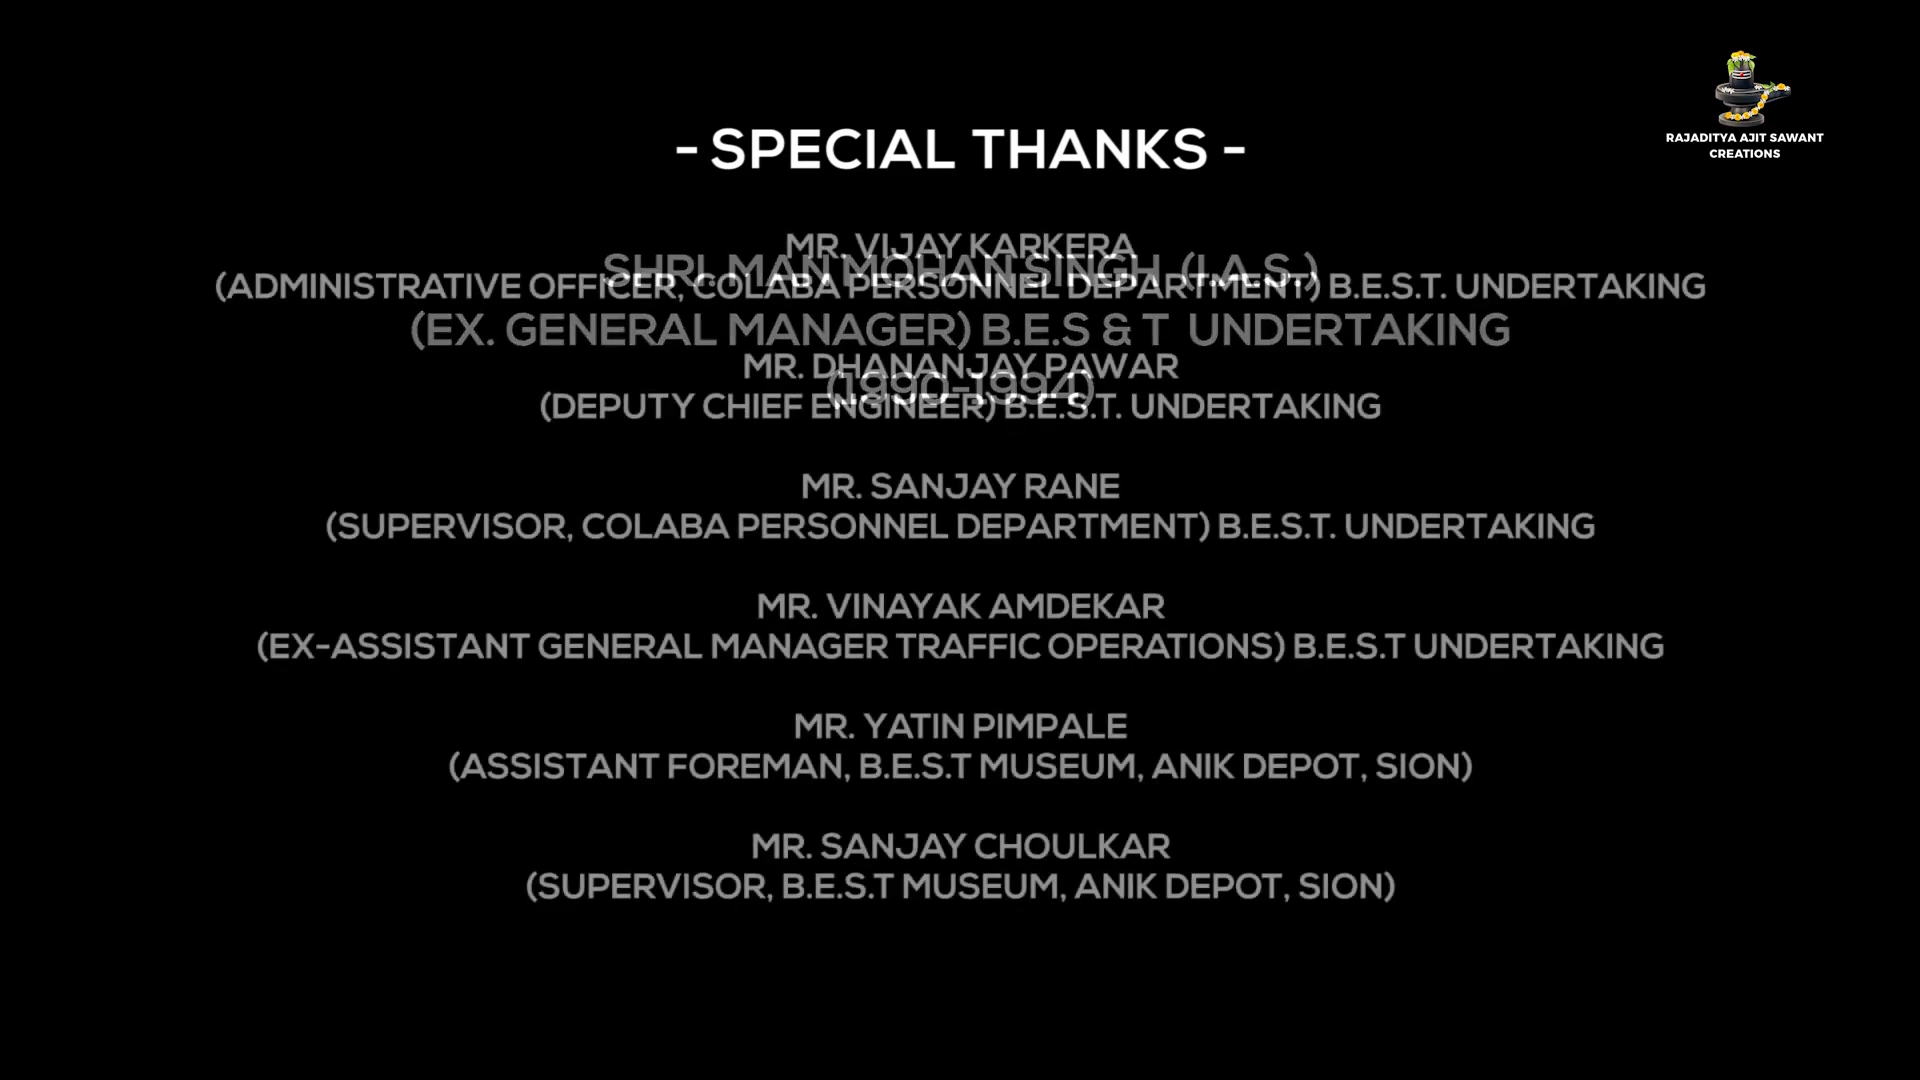 - SPECIAL THANKS -
RAJADITYA AJIT SAWANT
CREATIONS
MR. VIJAY KARKERA
SHRI. MAN MOHAN SINGH (I.A.S.)
(ADMINISTRATIVE OFFICER, COLABA PERSONNEL DEPARTMENT) B.E.S.T. UNDERTAKING
(EX. GENERAL MANAGER) B.E.S & T UNDERTAKING
MR. DHANANJAY PAWAR
(1990-1994)
(DEPUTY CHIEF ENGINEER) B.E.S.T. UNDERTAKING
MR. SANJAY RANE
(SUPERVISOR, COLABA PERSONNEL DEPARTMENT) B.E.S.T. UNDERTAKING
MR. VINAYAK AMDEKAR
(EX-ASSISTANT GENERAL MANAGER TRAFFIC OPERATIONS) B.E.S.T UNDERTAKING
MR. YATIN PIMPALE
(ASSISTANT FOREMAN, B.E.S.T MUSEUM, ANIK DEPOT, SION)
MR. SANJAY CHOULKAR
(SUPERVISOR, B.E.S.T MUSEUM, ANIK DEPOT, SION)